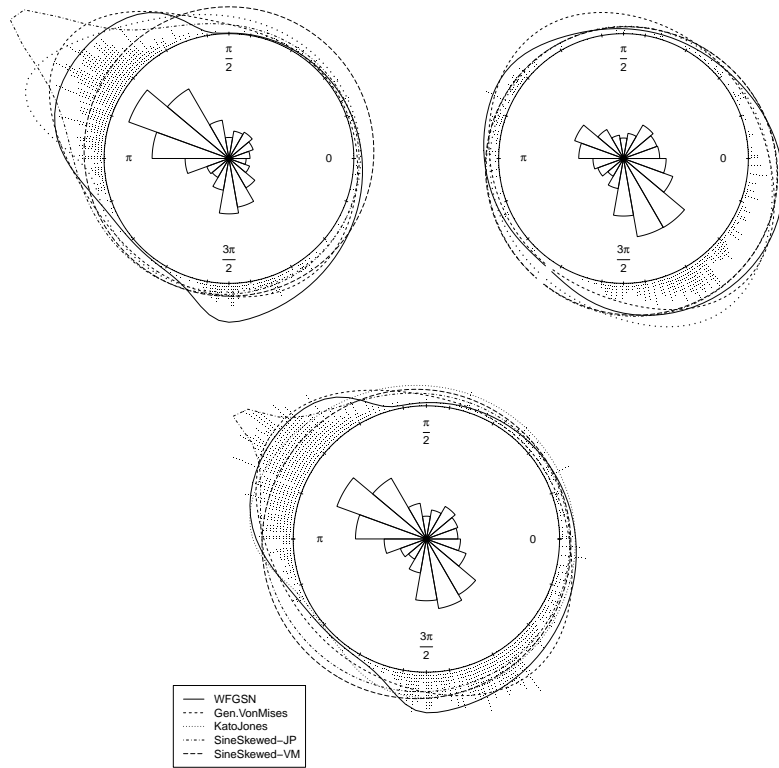 π
2
π
0
3π
2
π
2
π
0
3π
2
π
2
π
0
3π
2
WFGSN
Gen.VonMises
KatoJones
SineSkewed−JP
SineSkewed−VM